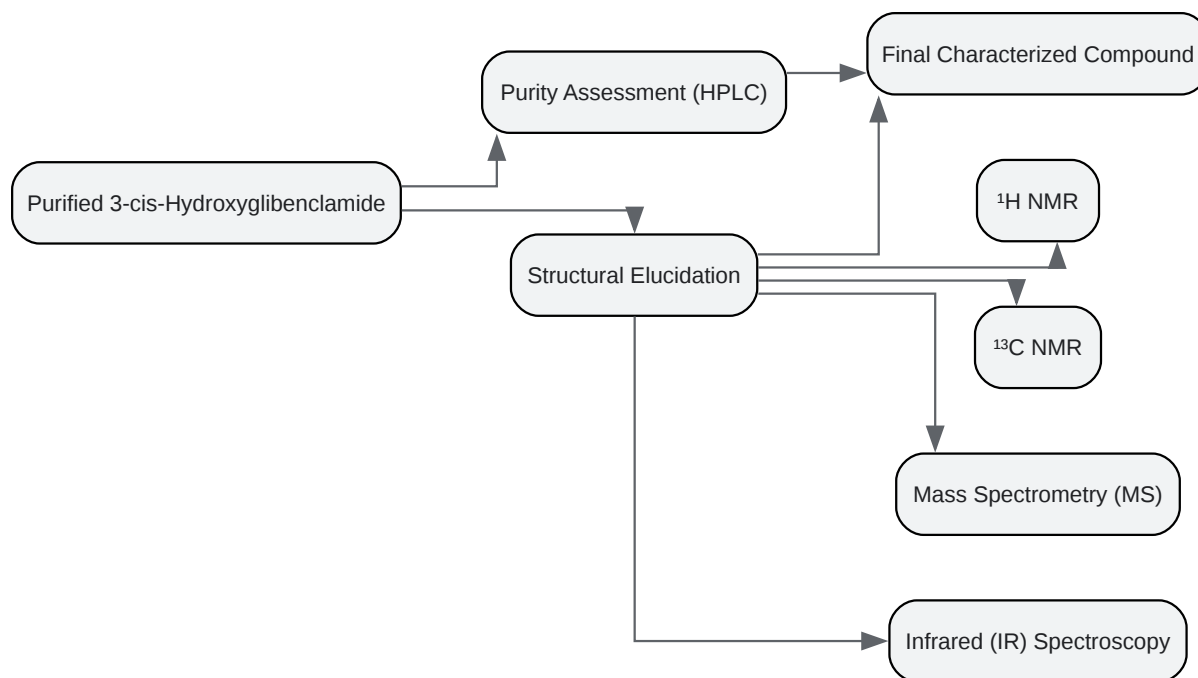 Final Characterized Compound
Purity Assessment (HPLC)
Purified 3-cis-Hydroxyglibenclamide
¹H NMR
Structural Elucidation
¹³C NMR
Mass Spectrometry (MS)
Infrared (IR) Spectroscopy